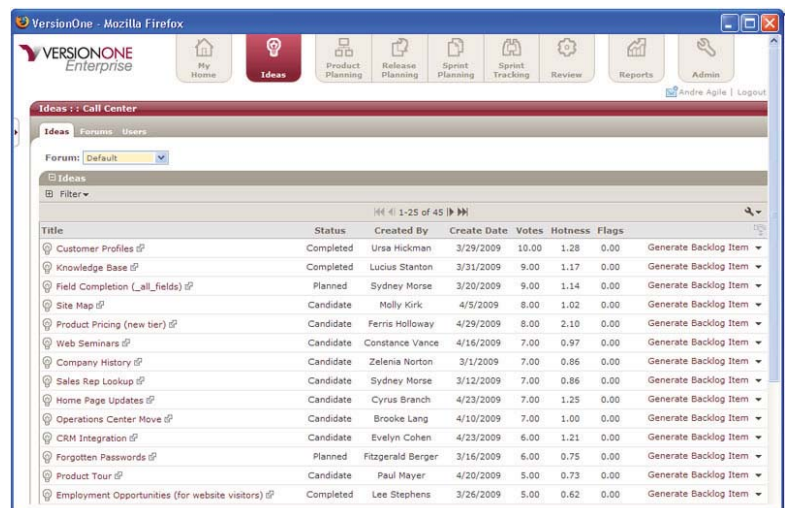 VersionOne - Mozilla Firefox
VERSIONONE
Enterprise
My Home
Ideas
Product Planning
Release Planning
Sprint Planning
Sprint Tracking
Review
Reports
Admin
Andre Agile | Logout
Ideas : : Call Center
Ideas Forums Users
Forum: Default
Ideas
Filter
1-25 of 45
Title Status Created By Create Date Votes Hotness Flags
Customer Profiles Completed Ursa Hickman 3/29/2009 10.00 1.28 0.00 Generate Backlog Item
Knowledge Base Completed Lucius Stanton 3/31/2009 9.00 1.17 0.00 Generate Backlog Item
Field Completion (_all_fields) Planned Sydney Morse 3/20/2009 9.00 1.14 0.00 Generate Backlog Item
Site Map Candidate Molly Kirk 4/5/2009 8.00 1.02 0.00 Generate Backlog Item
Product Pricing (new tier) Candidate Ferris Holloway 4/29/2009 8.00 2.10 0.00 Generate Backlog Item
Web Seminars Candidate Constance Vance 4/16/2009 7.00 0.97 0.00 Generate Backlog Item
Company History Candidate Zelenia Norton 3/1/2009 7.00 0.86 0.00 Generate Backlog Item
Sales Rep Lookup Candidate Sydney Morse 3/12/2009 7.00 0.86 0.00 Generate Backlog Item
Home Page Updates Candidate Cyrus Branch 4/23/2009 7.00 1.25 0.00 Generate Backlog Item
Operations Center Move Candidate Brooke Lang 4/10/2009 7.00 1.00 0.00 Generate Backlog Item
CRM Integration Candidate Evelyn Cohen 4/23/2009 6.00 1.21 0.00 Generate Backlog Item
Forgotten Passwords Planned Fitzgerald Berger 3/16/2009 6.00 0.75 0.00 Generate Backlog Item
Product Tour Candidate Paul Mayer 4/20/2009 5.00 0.73 0.00 Generate Backlog Item
Employment Opportunities (for website visitors) Completed Lee Stephens 3/26/2009 5.00 0.62 0.00 Generate Backlog Item